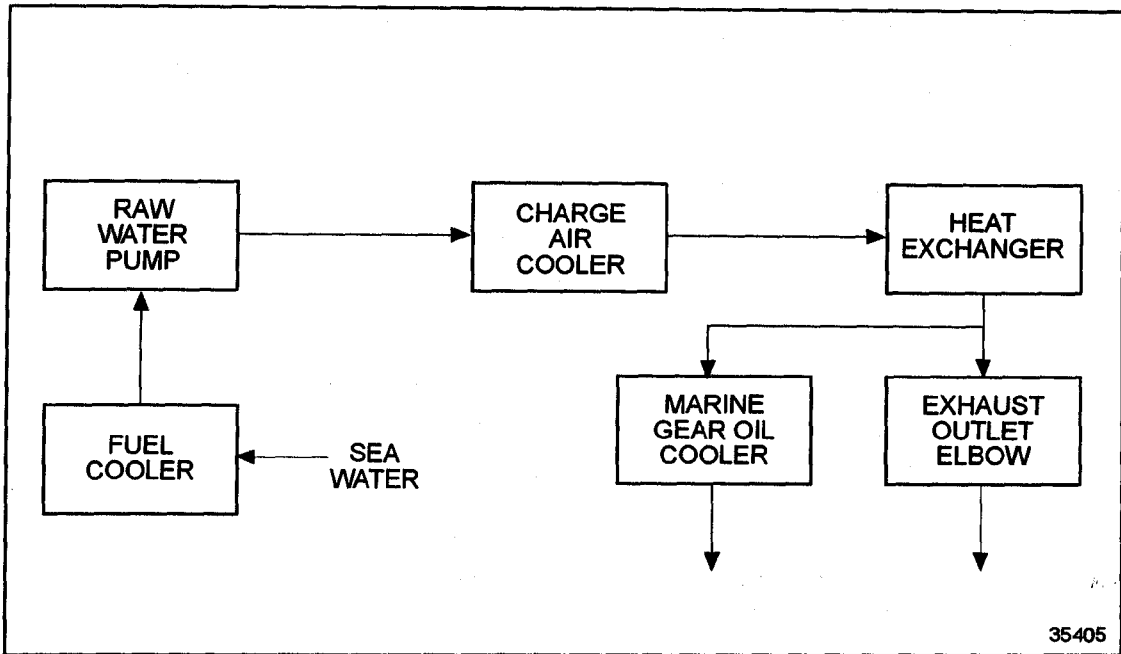 RAW
WATER
PUMP
CHARGE
AIR
COOLER
HEAT
EXCHANGER
MARINE
GEAR OIL
COOLER
EXHAUST
OUTLET
ELBOW
FUEL
COOLER
SEA
WATER
35405